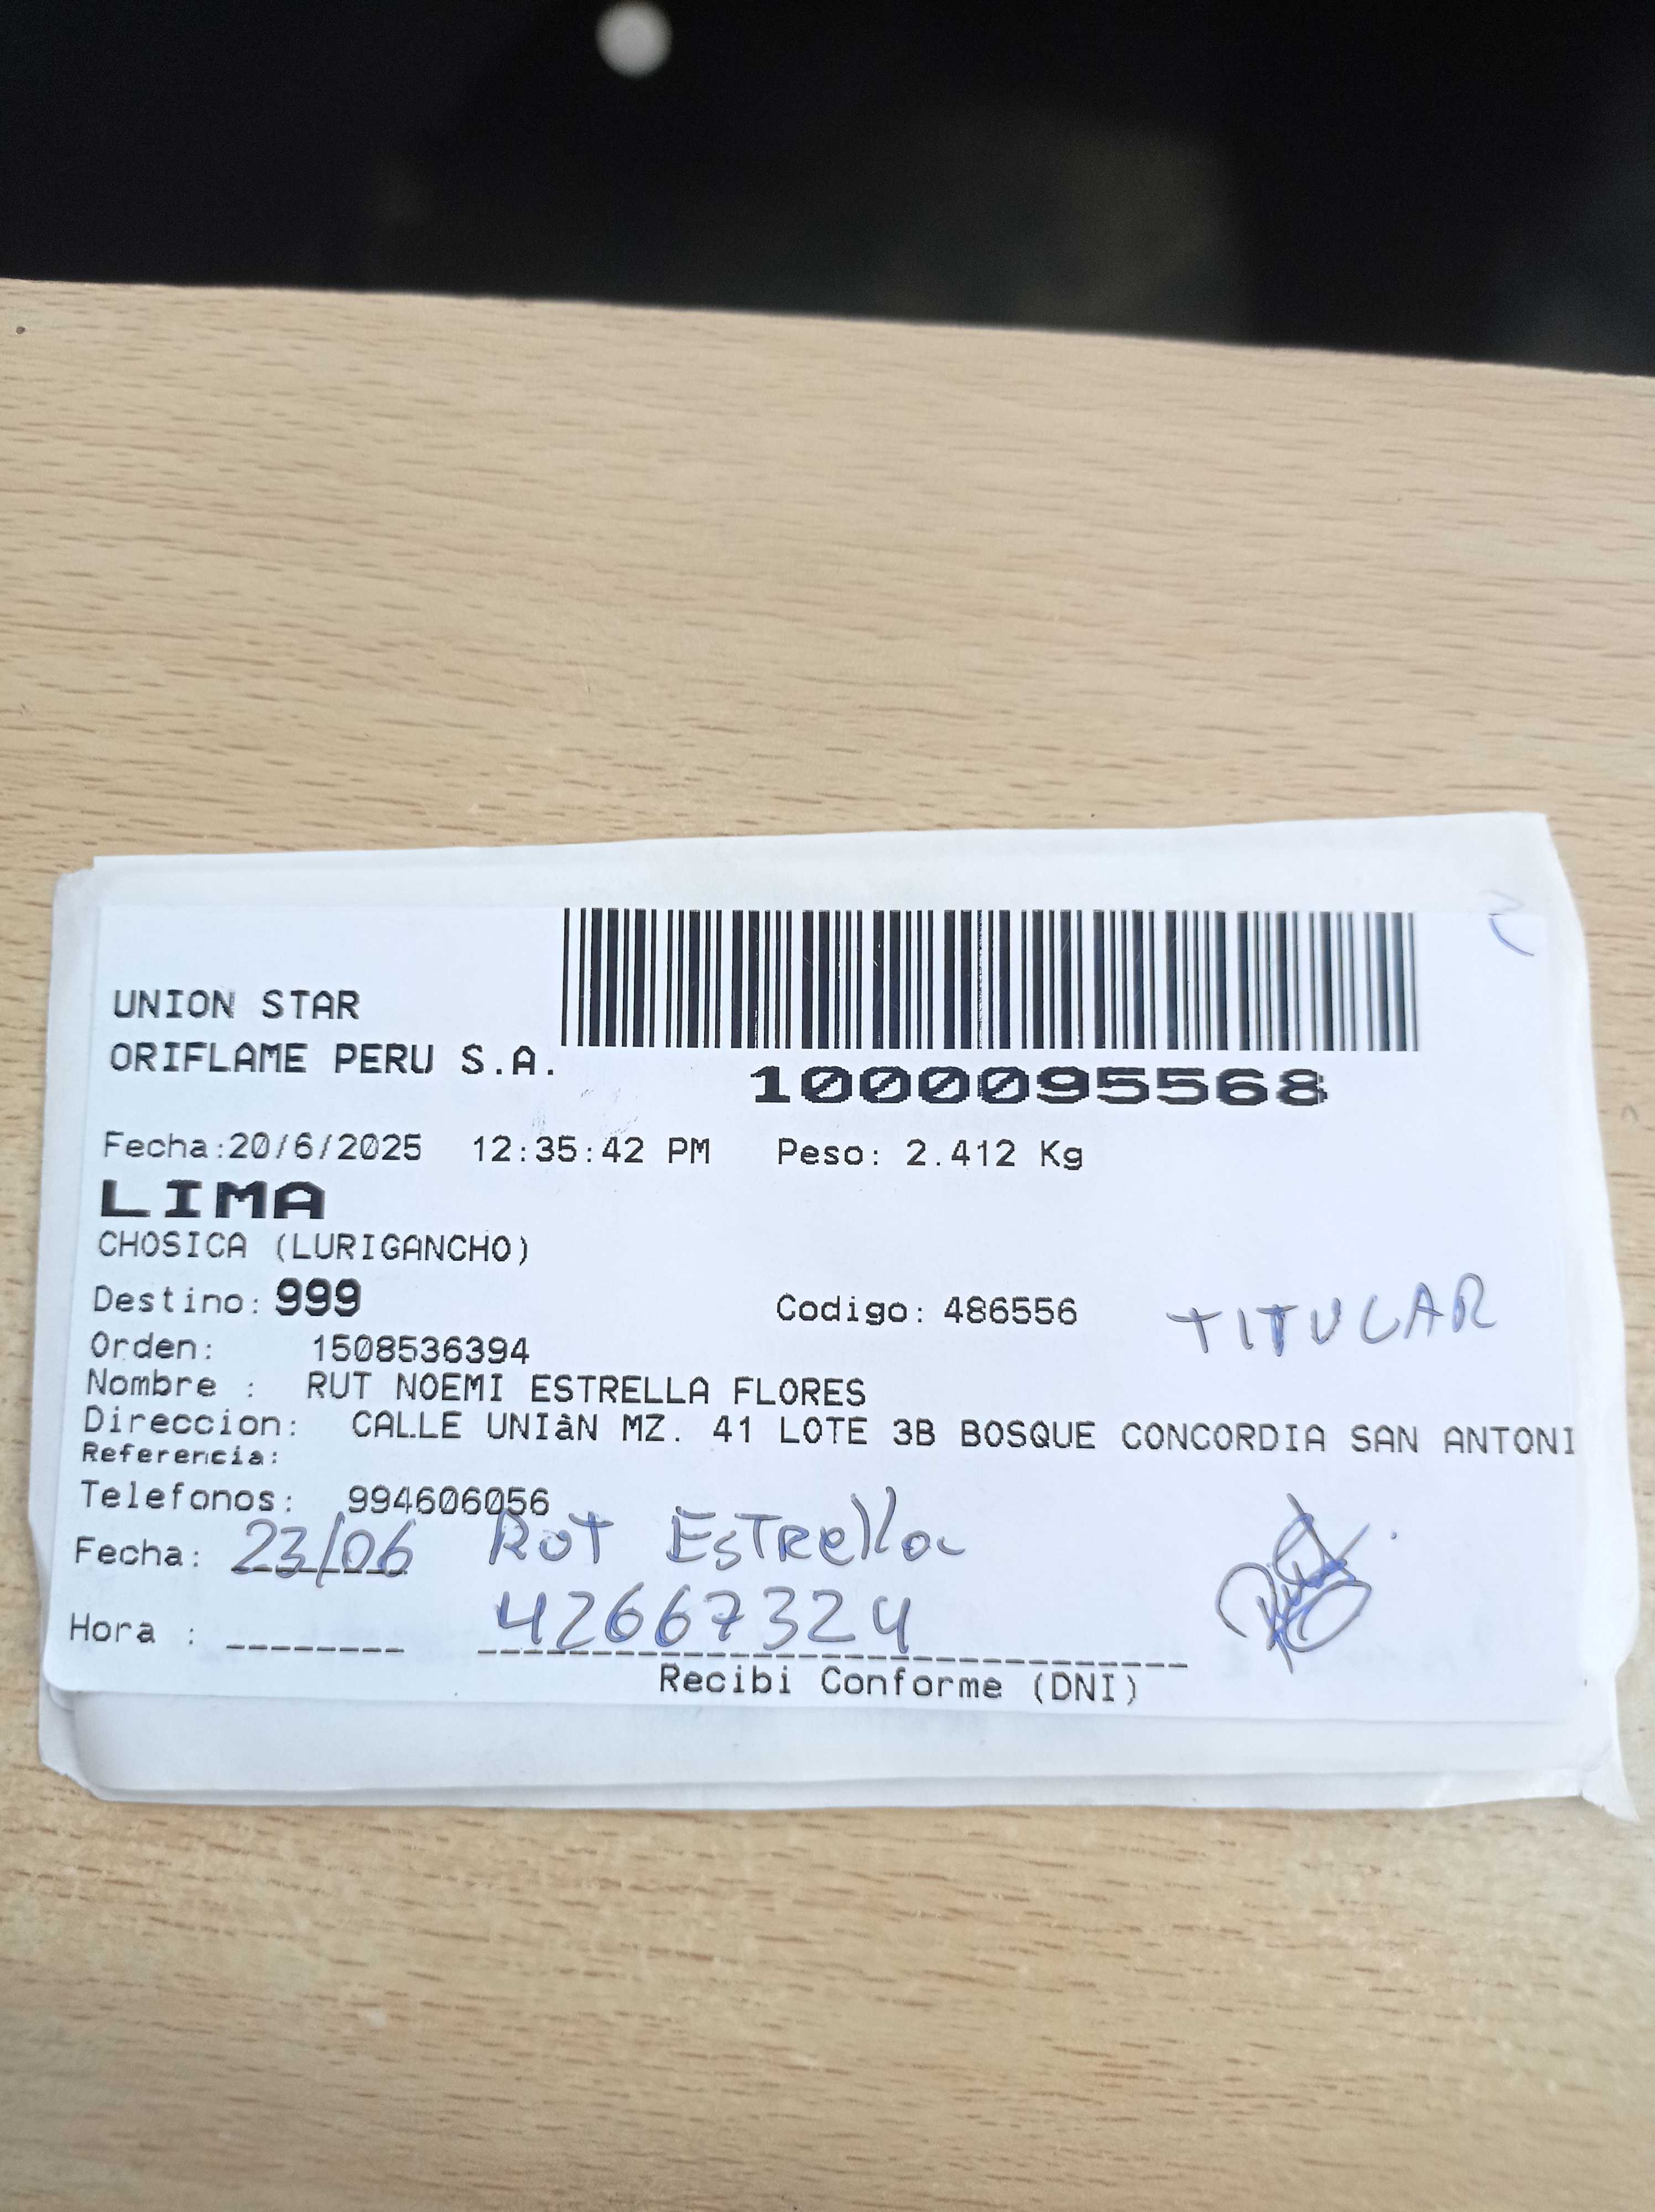 UNION STAR
ORIFLAME PERU S.A.
1000095568
Fecha:20/6/2025 12:35:42 PM Peso: 2.412 Kg
LIMA
CHOSICA (LURIGANCHO)
Destino: 999 Codigo: 486556 TITULAR
Orden: 1508536394
Nombre : RUT NOEMI ESTRELLA FLORES
Direccion: CALLE UNIàN MZ. 41 LOTE 3B BOSQUE CONCORDIA SAN ANTONI
Referencia:
Telefonos: 994606056
Fecha: 23/06 RUT Estrella
Hora : 42667324
Recibi Conforme (DNI)